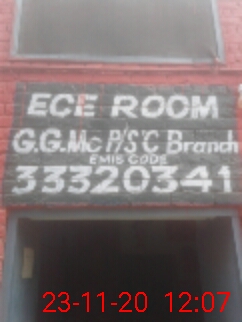 ECE ROOM
G.G.Mc P/S'C Branch
EMIS CODE
33320341
23-11-20 12:07